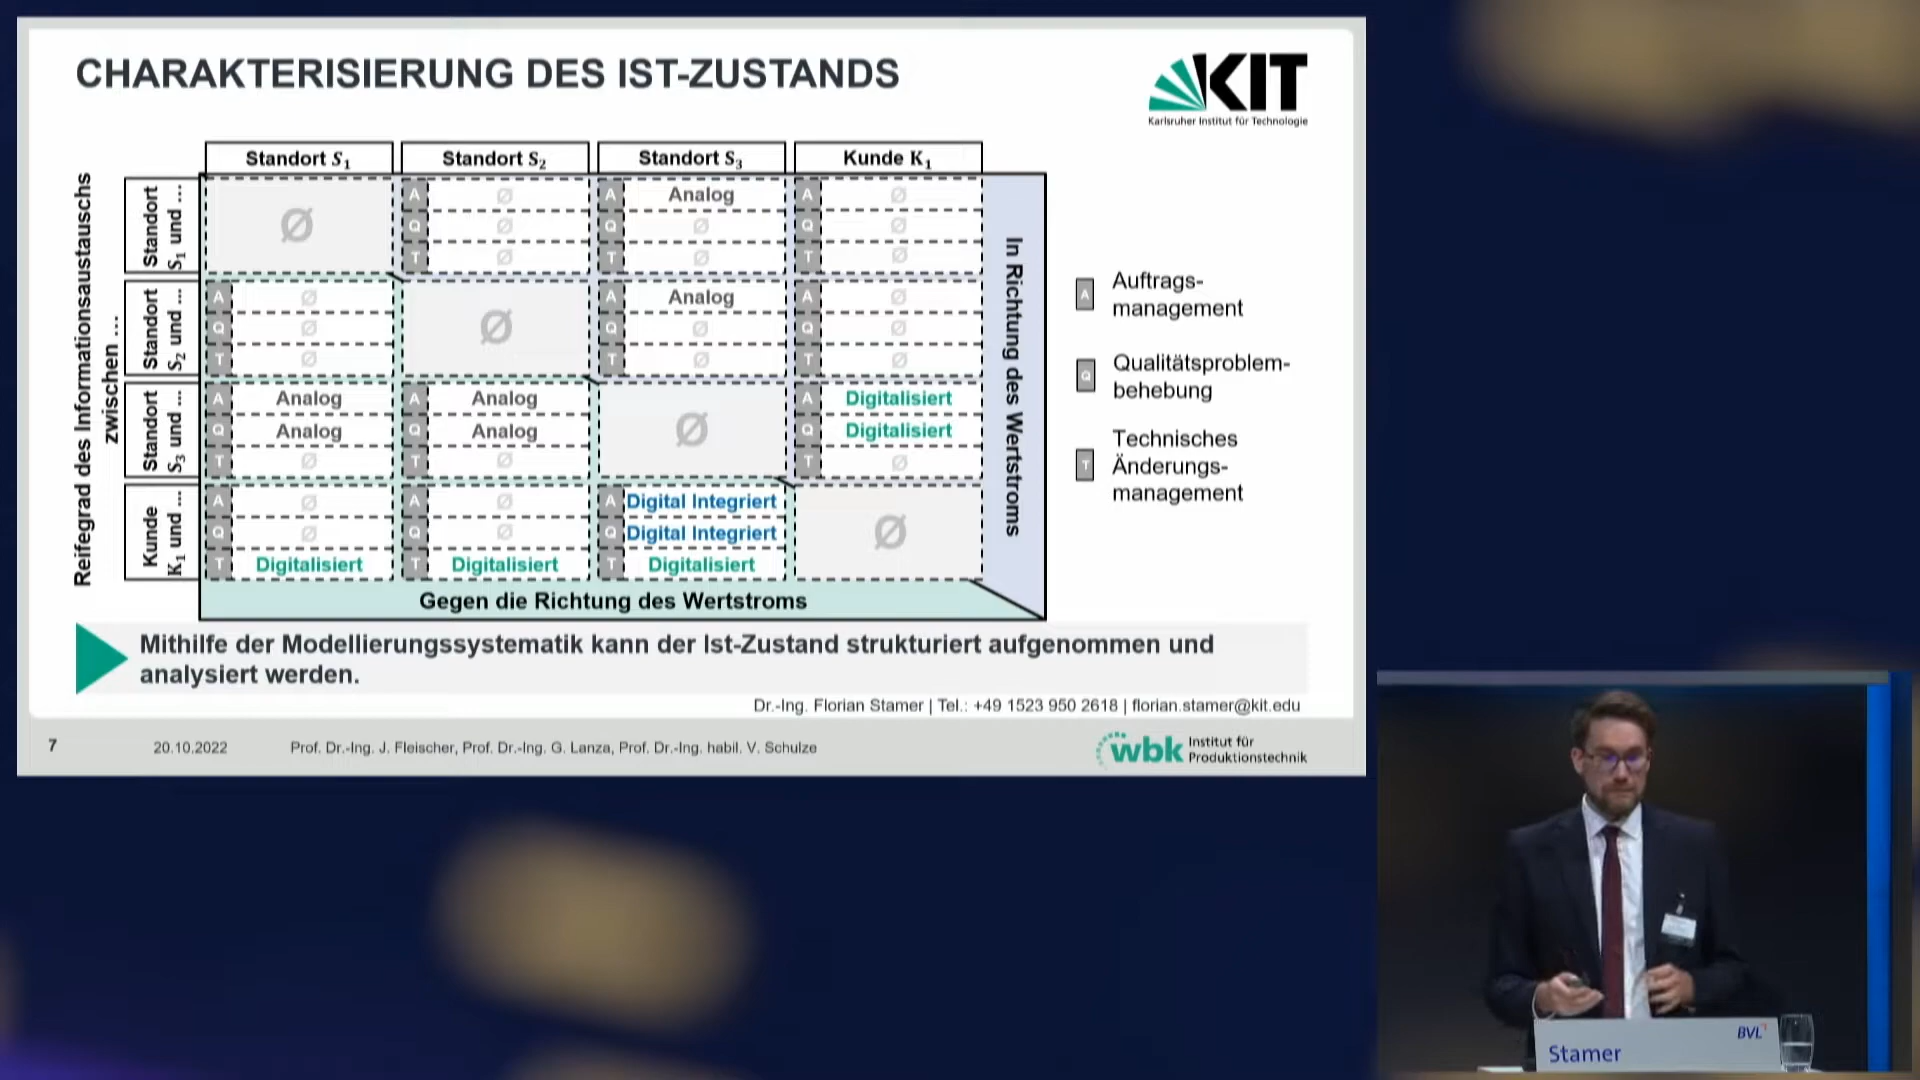 CHARAKTERISIERUNG DES IST-ZUSTANDS
KIT
Karlsruher Institut für Technologie
Reifegrad des Informationsaustauschs
zwischen ...
Standort S₁
Standort S₂
Standort S₃
Kunde K₁
Standort
S₁ und ...
Ø
A Ø
Q Ø
T Ø
A Analog
Q Ø
T Ø
A Ø
Q Ø
T Ø
Standort
S₂ und ...
A Ø
Q Ø
T Ø
Ø
A Analog
Q Ø
T Ø
A Ø
Q Ø
T Ø
Standort
S₃ und ...
A Analog
Q Analog
T Ø
A Analog
Q Analog
T Ø
Ø
A Digitalisiert
Q Digitalisiert
T Ø
Kunde
K₁ und ...
A Ø
Q Ø
T Digitalisiert
A Ø
Q Ø
T Digitalisiert
A Digital Integriert
Q Digital Integriert
T Digitalisiert
Ø
In Richtung des Wertstroms
Gegen die Richtung des Wertstroms
A Auftrags-
management
Q Qualitätsproblem-
behebung
T Technisches
Änderungs-
management
Mithilfe der Modellierungssystematik kann der Ist-Zustand strukturiert aufgenommen und
analysiert werden.
Dr.-Ing. Florian Stamer | Tel.: +49 1523 950 2618 | florian.stamer@kit.edu
7
20.10.2022
Prof. Dr.-Ing. J. Fleischer, Prof. Dr.-Ing. G. Lanza, Prof. Dr.-Ing. habil. V. Schulze
wbk Institut für
Produktionstechnik
BVL
Stamer